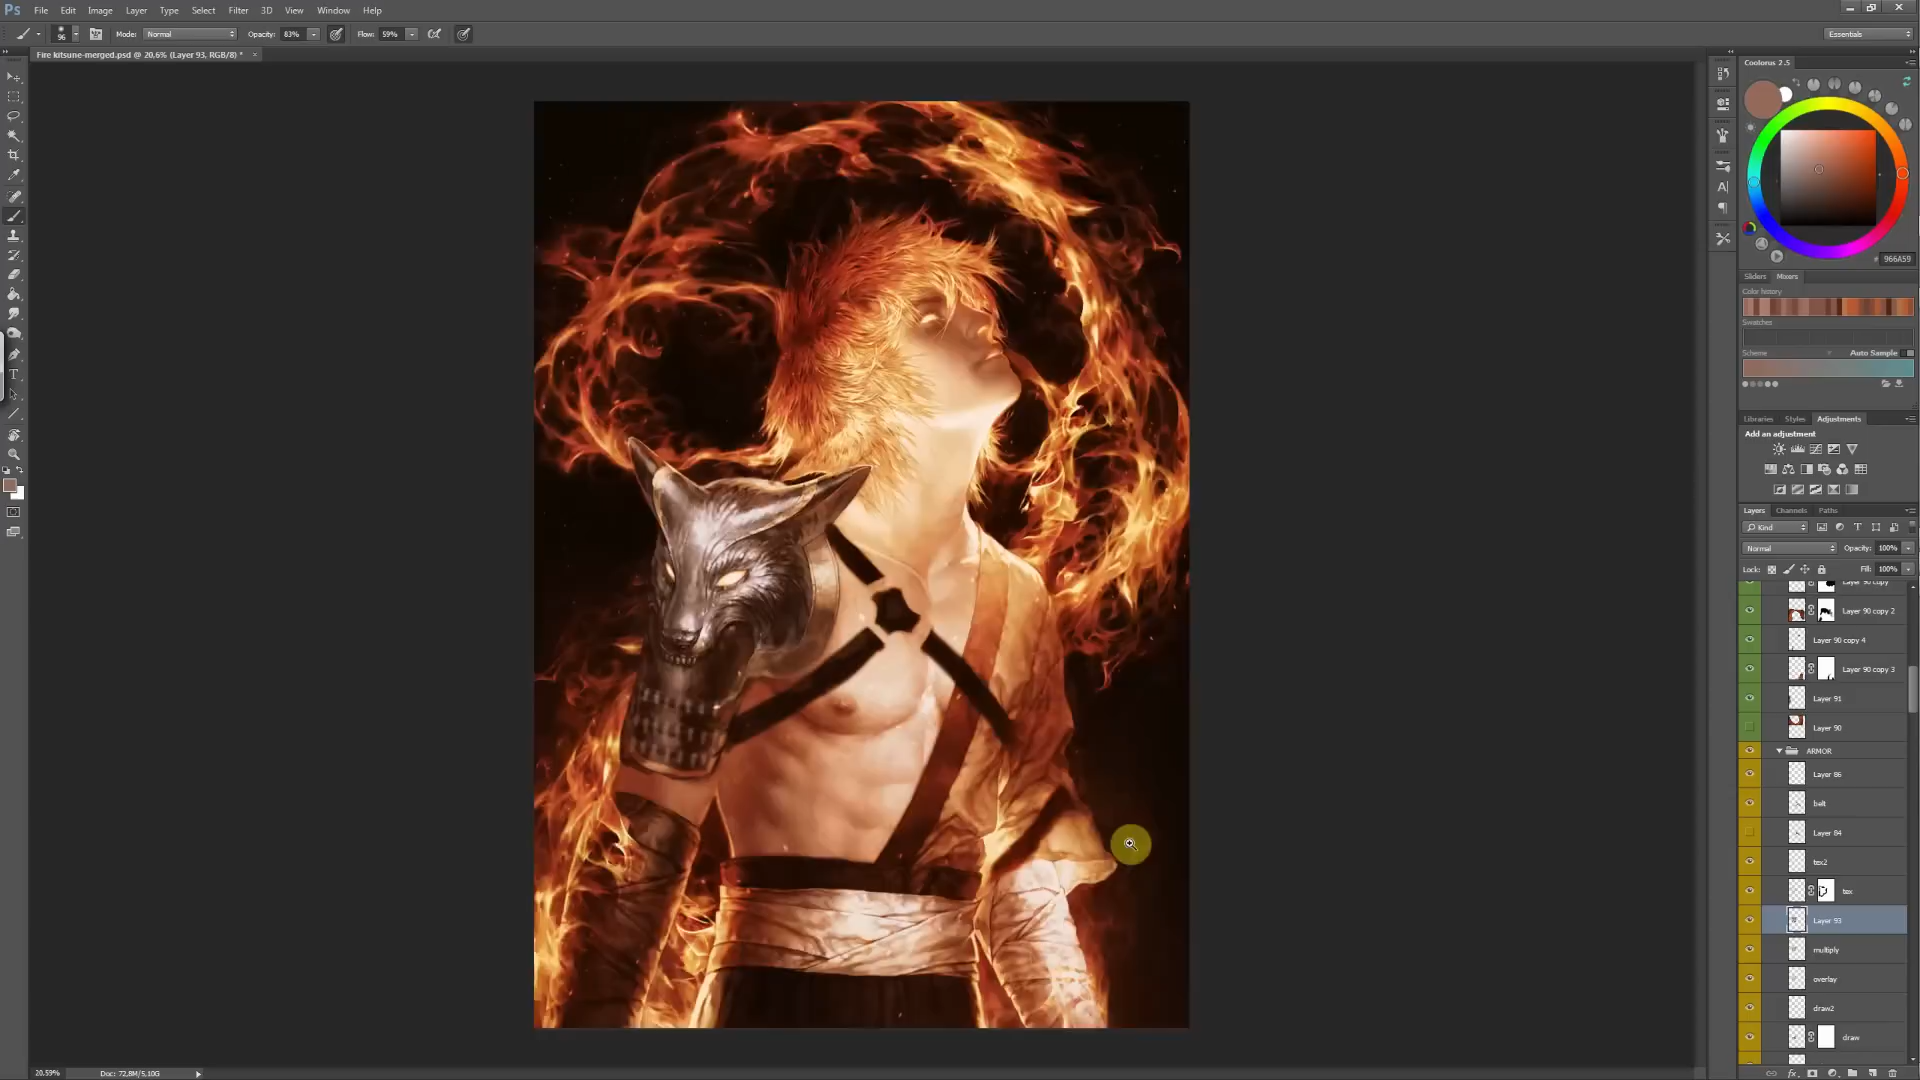 Ps File Edit Image Layer Type Select Filter 3D View Window Help
96 Mode: Normal Opacity: 83% Flow: 59% Essentials
Fire kitsune-merged.psd @ 20,6% (Layer 93, RGB/8) *
Coolorus 2.5
# 966A59
Sliders Mixers
Color history
Swatches
Scheme Auto Sample
Libraries Styles Adjustments
Add an adjustment
Layers Channels Paths
Kind
Normal Opacity: 100%
Lock: Fill: 100%
Layer 90 copy
Layer 90 copy 2
Layer 90 copy 4
Layer 90 copy 3
Layer 91
Layer 90
ARMOR
Layer 86
belt
Layer 84
tex2
tex
Layer 93
multiply
overlay
draw2
draw
20,59% Doc: 72,8M/5,10G